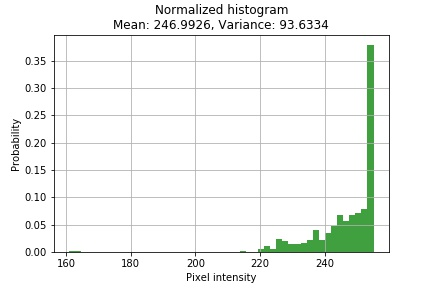 Normalized histogram
Mean: 246.9926, Variance: 93.6334
0.35
0.30
0.25
0.20
0.15
0.10
0.05
0.00
Probability
160 180 200 220 240
Pixel intensity